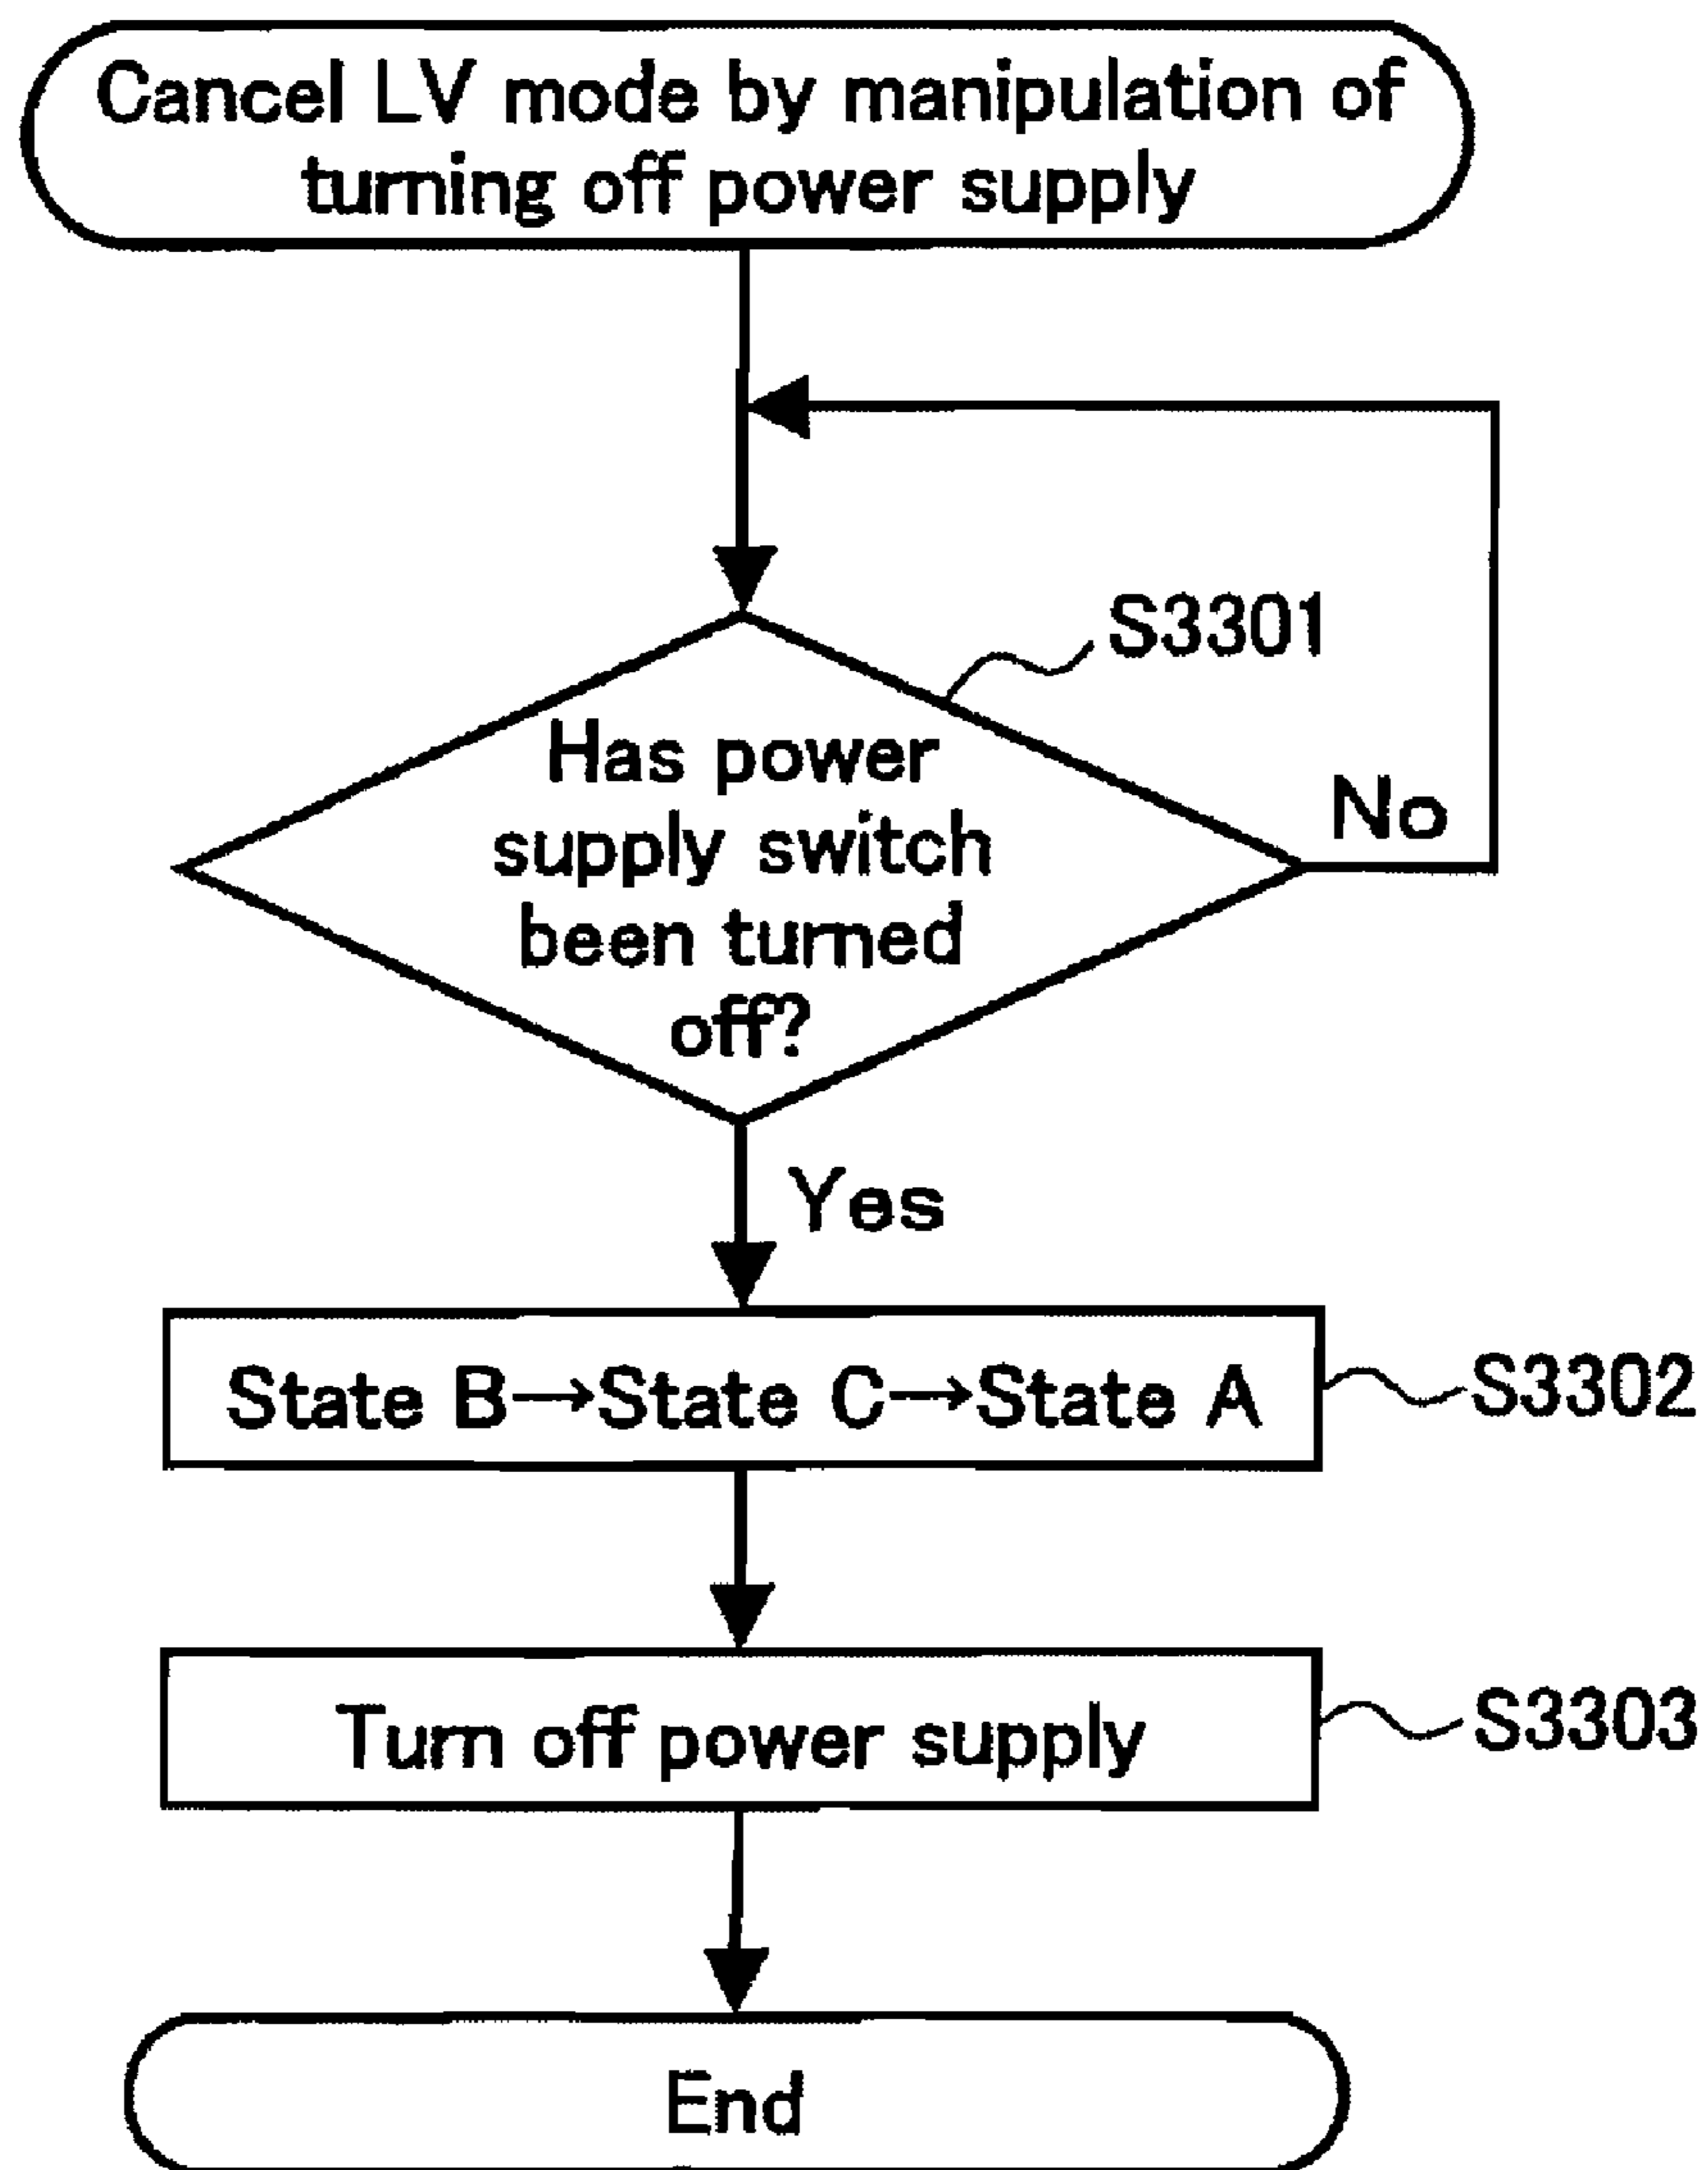 Cancel LV mode by manipulation of
turning off power supply
S3301
Has power
supply switch
been turned
off?
No
Yes
State B→State C→State A
S3302
Turn off power supply
S3303
End